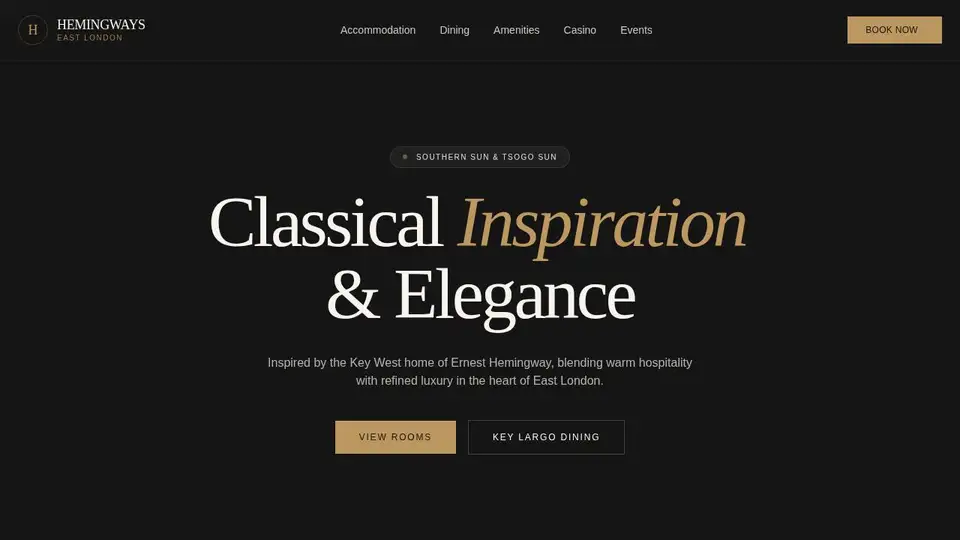 H
HEMINGWAYS
EAST LONDON
Accommodation
Dining
Amenities
Casino
Events
BOOK NOW
SOUTHERN SUN & TSOGO SUN
Classical Inspiration
& Elegance
Inspired by the Key West home of Ernest Hemingway, blending warm hospitality
with refined luxury in the heart of East London.
VIEW ROOMS
KEY LARGO DINING